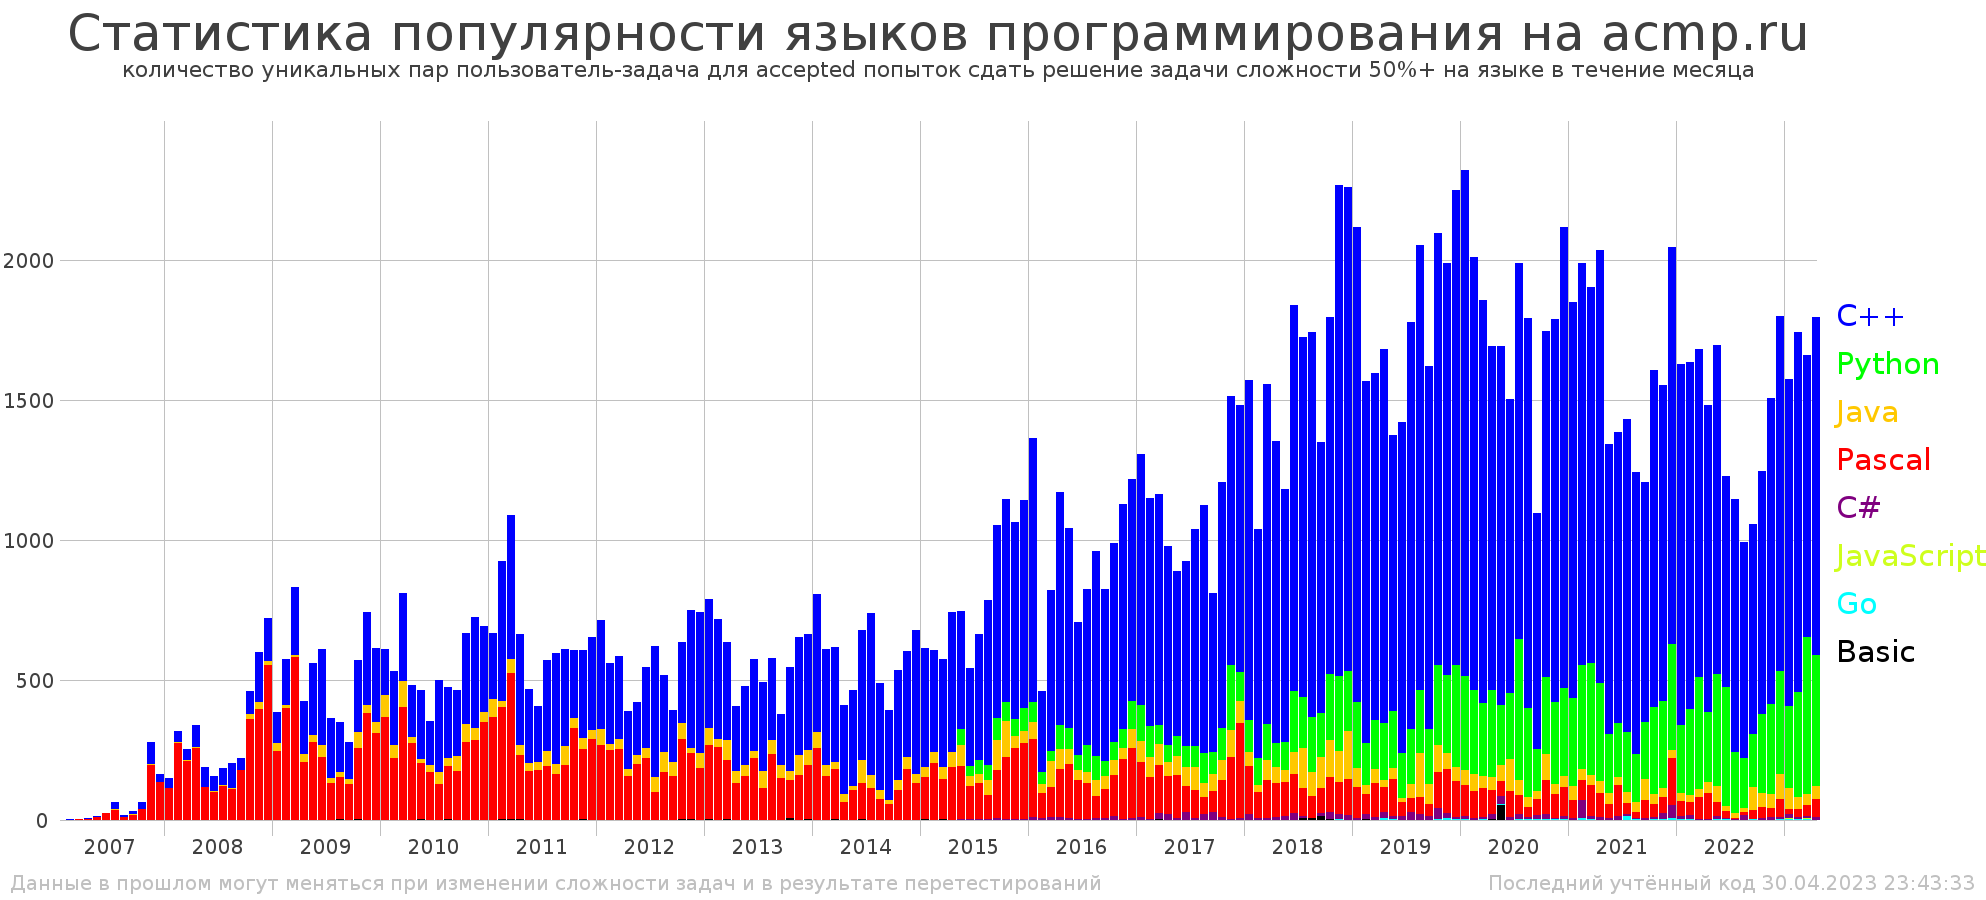 Статистика популярности языков программирования на acmp.ru
количество уникальных пар пользователь-задача для accepted попыток сдать решение задачи сложности 50%+ на языке в течение месяца
2000
1500
1000
500
0
C++
Python
Java
Pascal
C#
JavaScript
Go
Basic
2007 2008 2009 2010 2011 2012 2013 2014 2015 2016 2017 2018 2019 2020 2021 2022
Данные в прошлом могут меняться при изменении сложности задач и в результате перетестирований
Последний учтённый код 30.04.2023 23:43:33